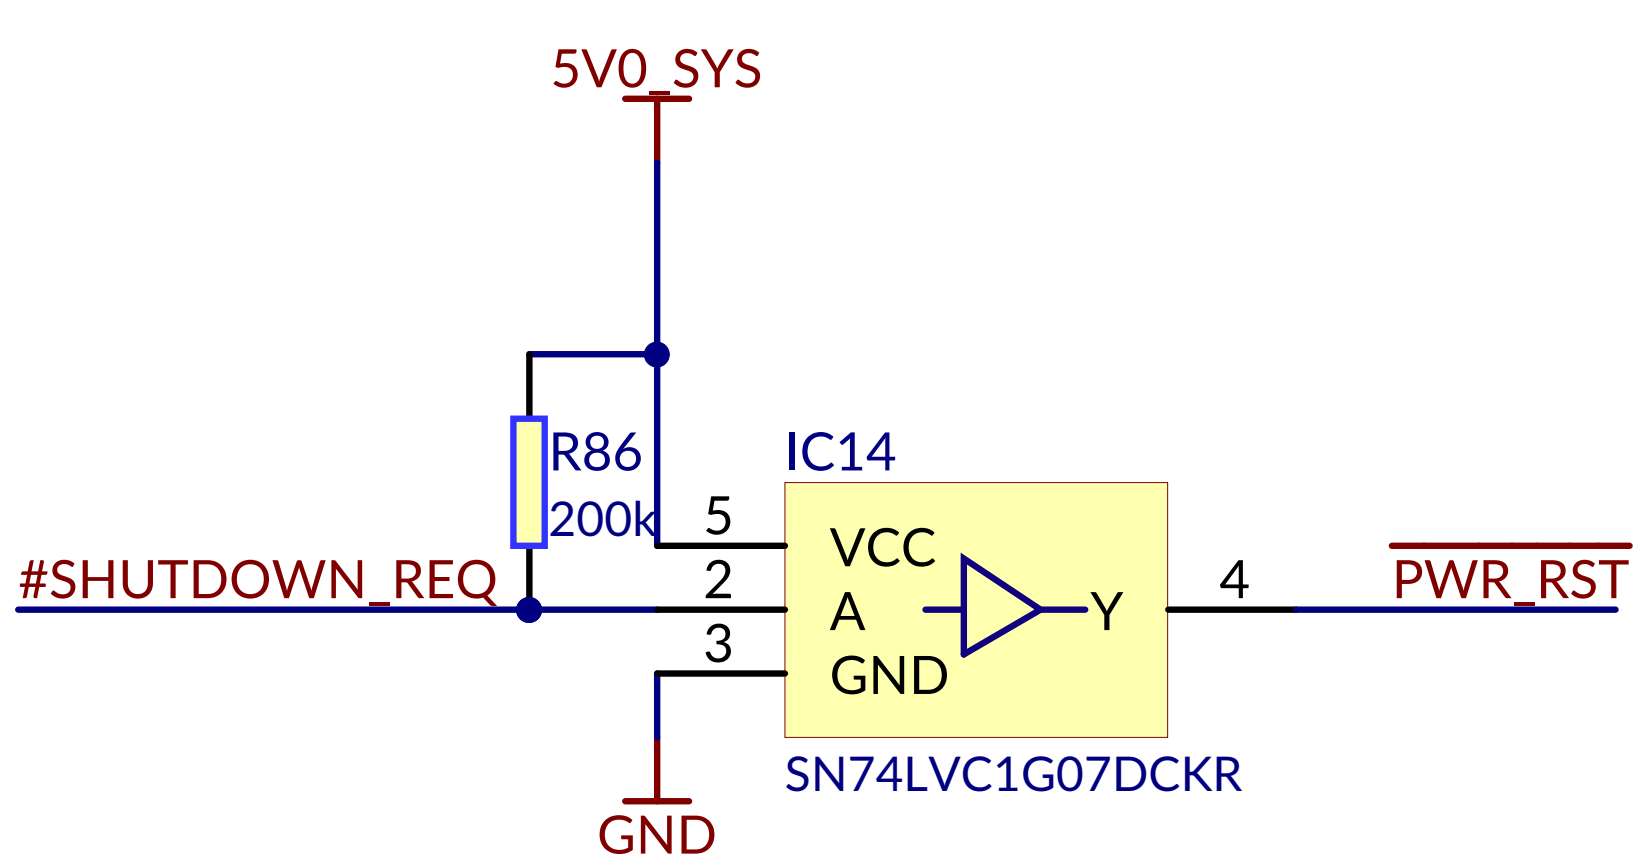 5V0_SYS
R86
200k
IC14
5
VCC
#SHUTDOWN_REQ
2
A
Y
4
PWR_RST
3
GND
SN74LVC1G07DCKR
GND